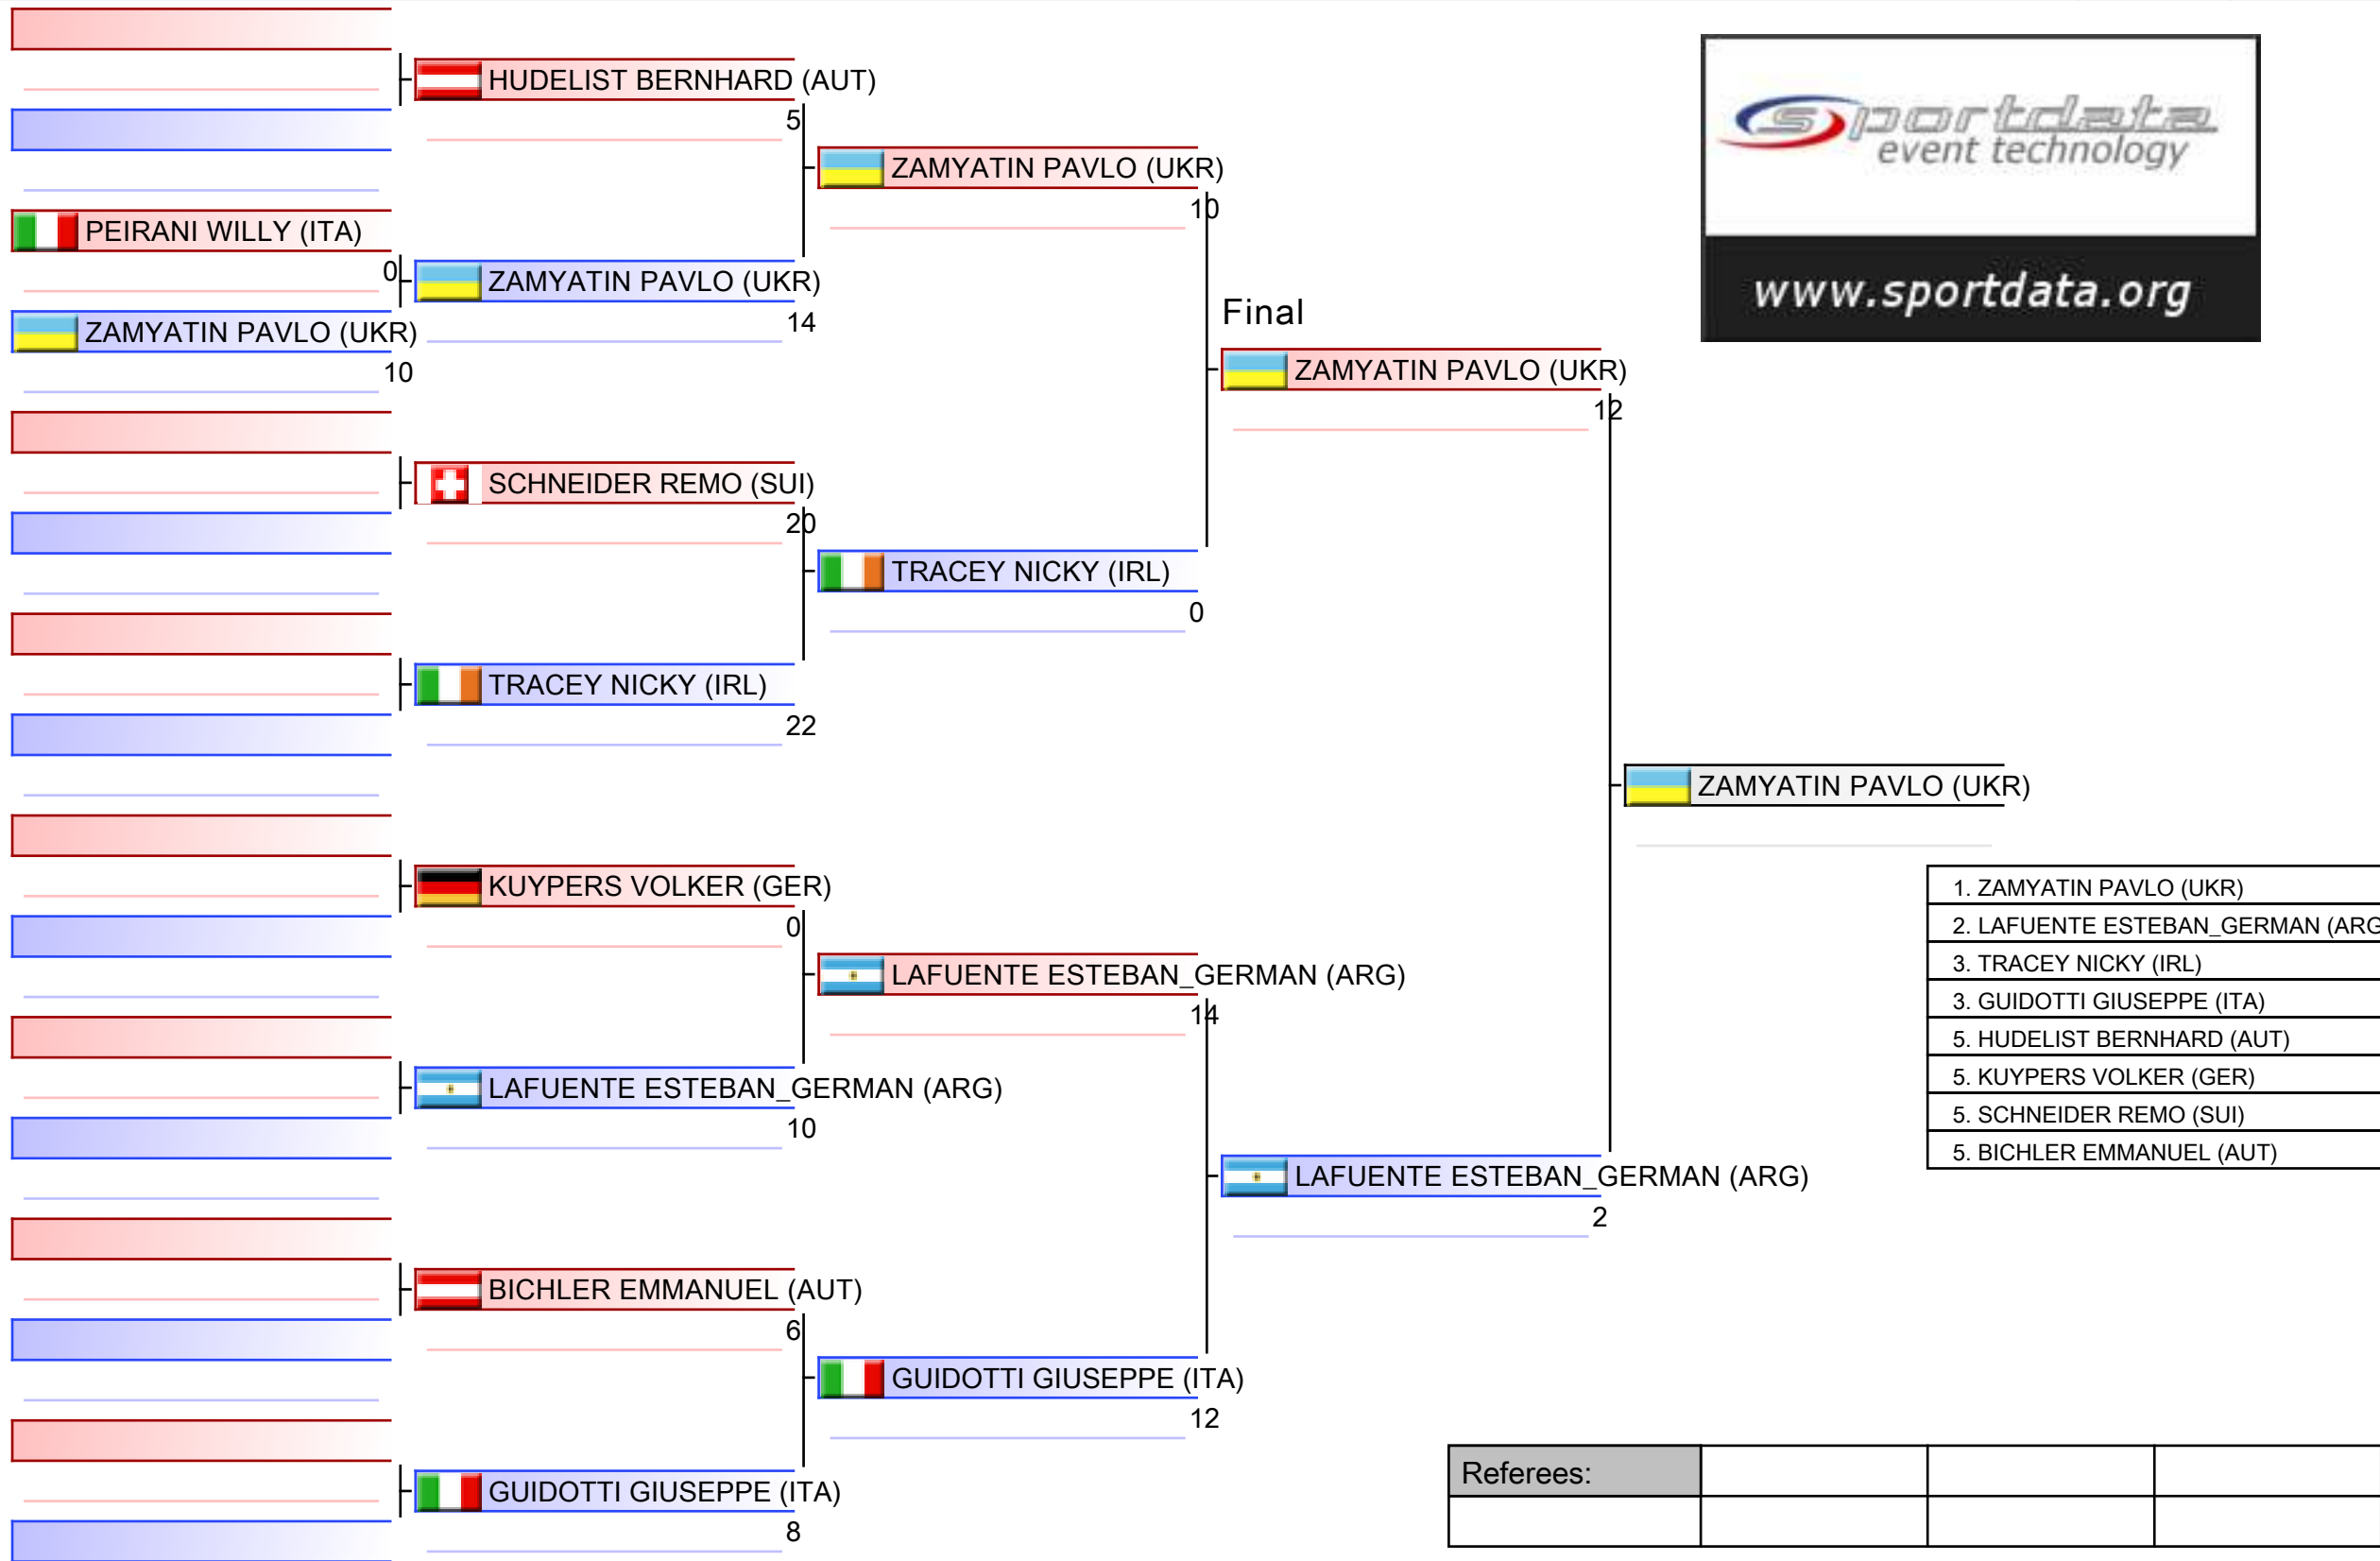 HUDELIST BERNHARD (AUT)
5
ZAMYATIN PAVLO (UKR)
10
PEIRANI WILLY (ITA)
0
ZAMYATIN PAVLO (UKR)
14
ZAMYATIN PAVLO (UKR)
10
sportdata
event technology
www.sportdata.org
Final
ZAMYATIN PAVLO (UKR)
12
SCHNEIDER REMO (SUI)
20
TRACEY NICKY (IRL)
0
TRACEY NICKY (IRL)
22
ZAMYATIN PAVLO (UKR)
KUYPERS VOLKER (GER)
0
LAFUENTE ESTEBAN_GERMAN (ARG)
14
LAFUENTE ESTEBAN_GERMAN (ARG)
10
LAFUENTE ESTEBAN_GERMAN (ARG)
2
BICHLER EMMANUEL (AUT)
6
GUIDOTTI GIUSEPPE (ITA)
12
GUIDOTTI GIUSEPPE (ITA)
8
1. ZAMYATIN PAVLO (UKR)
2. LAFUENTE ESTEBAN_GERMAN (ARG
3. TRACEY NICKY (IRL)
3. GUIDOTTI GIUSEPPE (ITA)
5. HUDELIST BERNHARD (AUT)
5. KUYPERS VOLKER (GER)
5. SCHNEIDER REMO (SUI)
5. BICHLER EMMANUEL (AUT)
Referees: